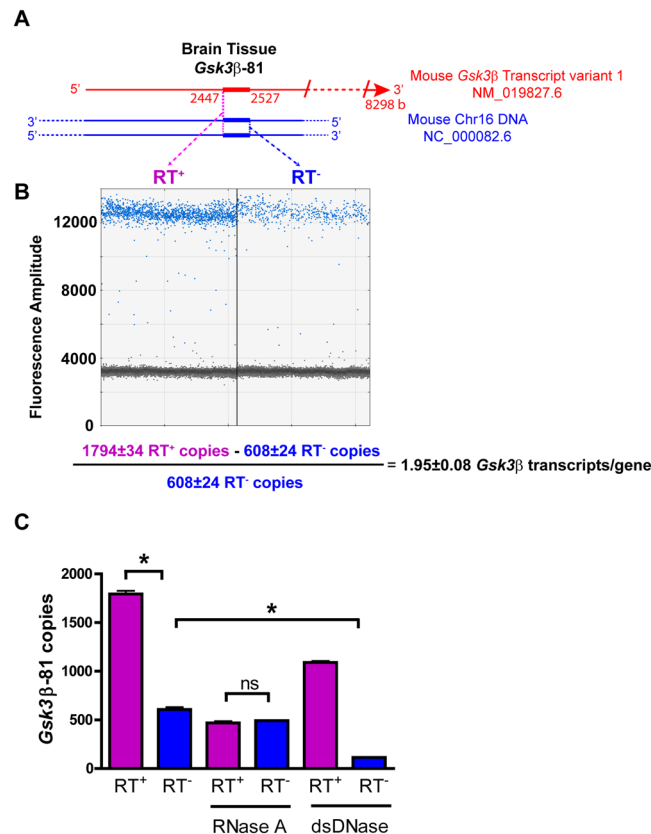 A
Brain Tissue
Gsk3β-81
5’
2447
2527
3’
8298 b
Mouse Gsk3β Transcript variant 1
NM_019827.6
3’
5’
5’
3’
Mouse Chr16 DNA
NC_000082.6
RT+
RT-
B
Fluorescence Amplitude
12000
8000
4000
0
1794±34 RT+ copies - 608±24 RT- copies
608±24 RT- copies
= 1.95±0.08 Gsk3β transcripts/gene
C
Gsk3β-81 copies
2000
1500
1000
500
0
*
*
ns
RT+
RT-
RT+
RT-
RT+
RT-
RNase A
dsDNase